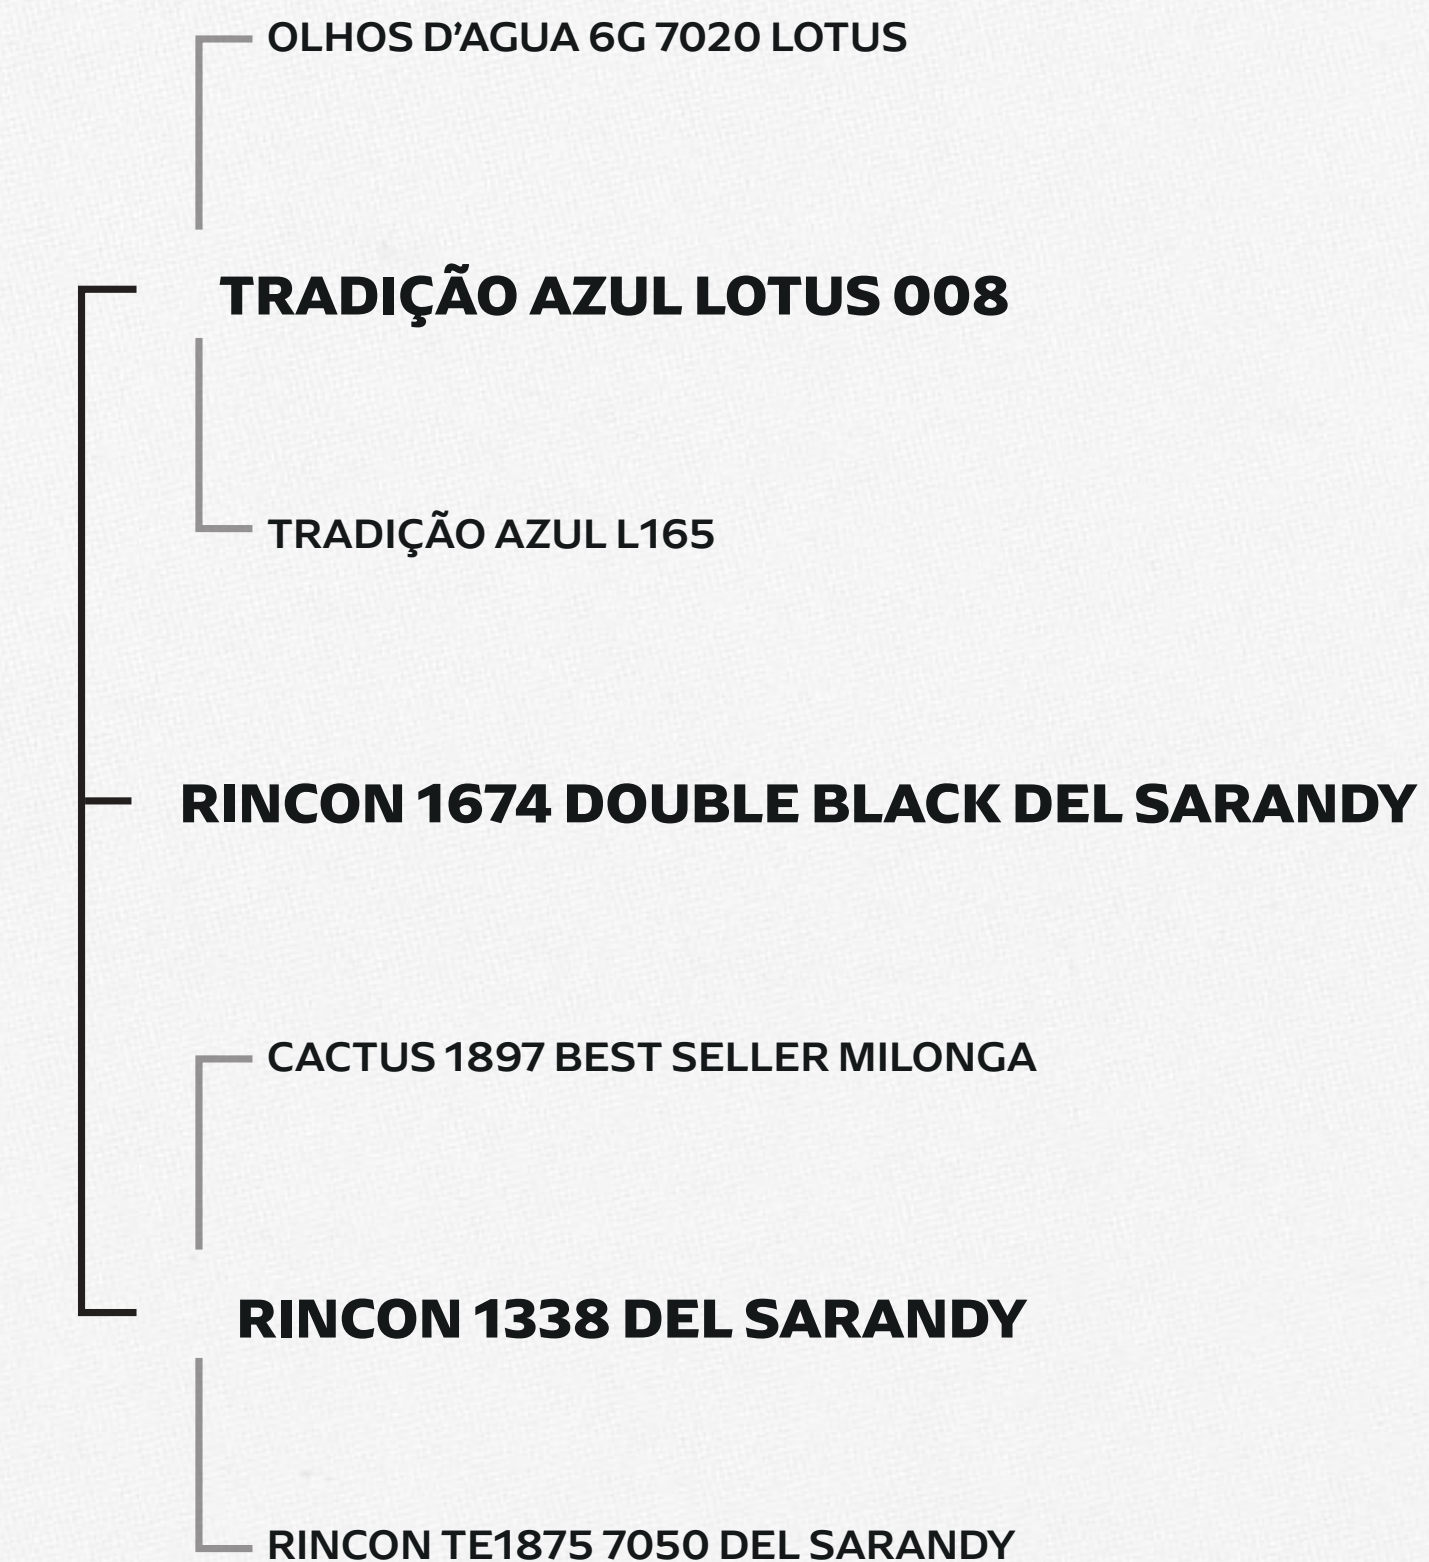 OLHOS D’AGUA 6G 7020 LOTUS
TRADIÇÃO AZUL LOTUS 008
TRADIÇÃO AZUL L165
RINCON 1674 DOUBLE BLACK DEL SARANDY
CACTUS 1897 BEST SELLER MILONGA
RINCON 1338 DEL SARANDY
RINCON TE1875 7050 DEL SARANDY